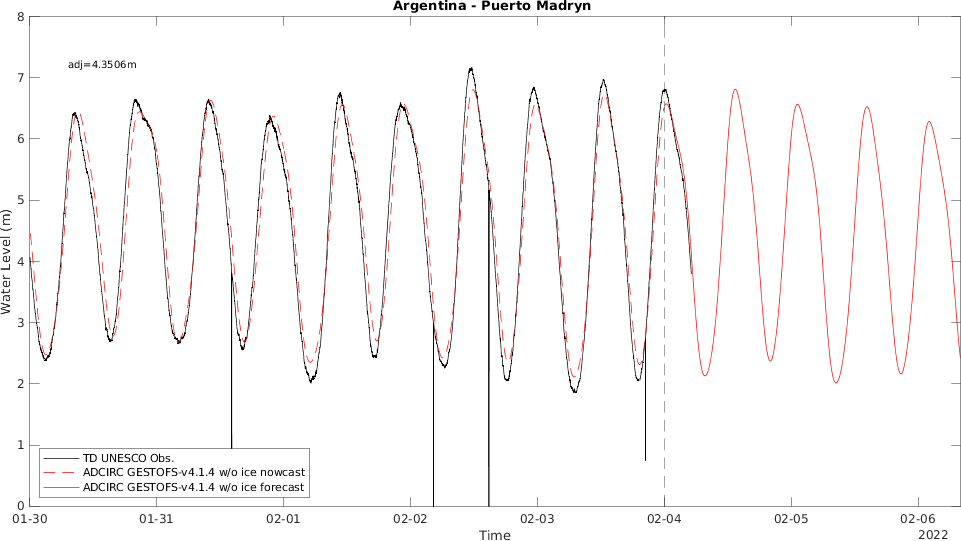 Argentina - Puerto Madryn
8
adj=4.3506m
7
6
5
4
3
2
1
0
Water Level (m)
TD UNESCO Obs.
ADCIRC GESTOFS-v4.1.4 w/o ice nowcast
ADCIRC GESTOFS-v4.1.4 w/o ice forecast
01-30 01-31 02-01 02-02 02-03 02-04 02-05 02-06
Time
2022